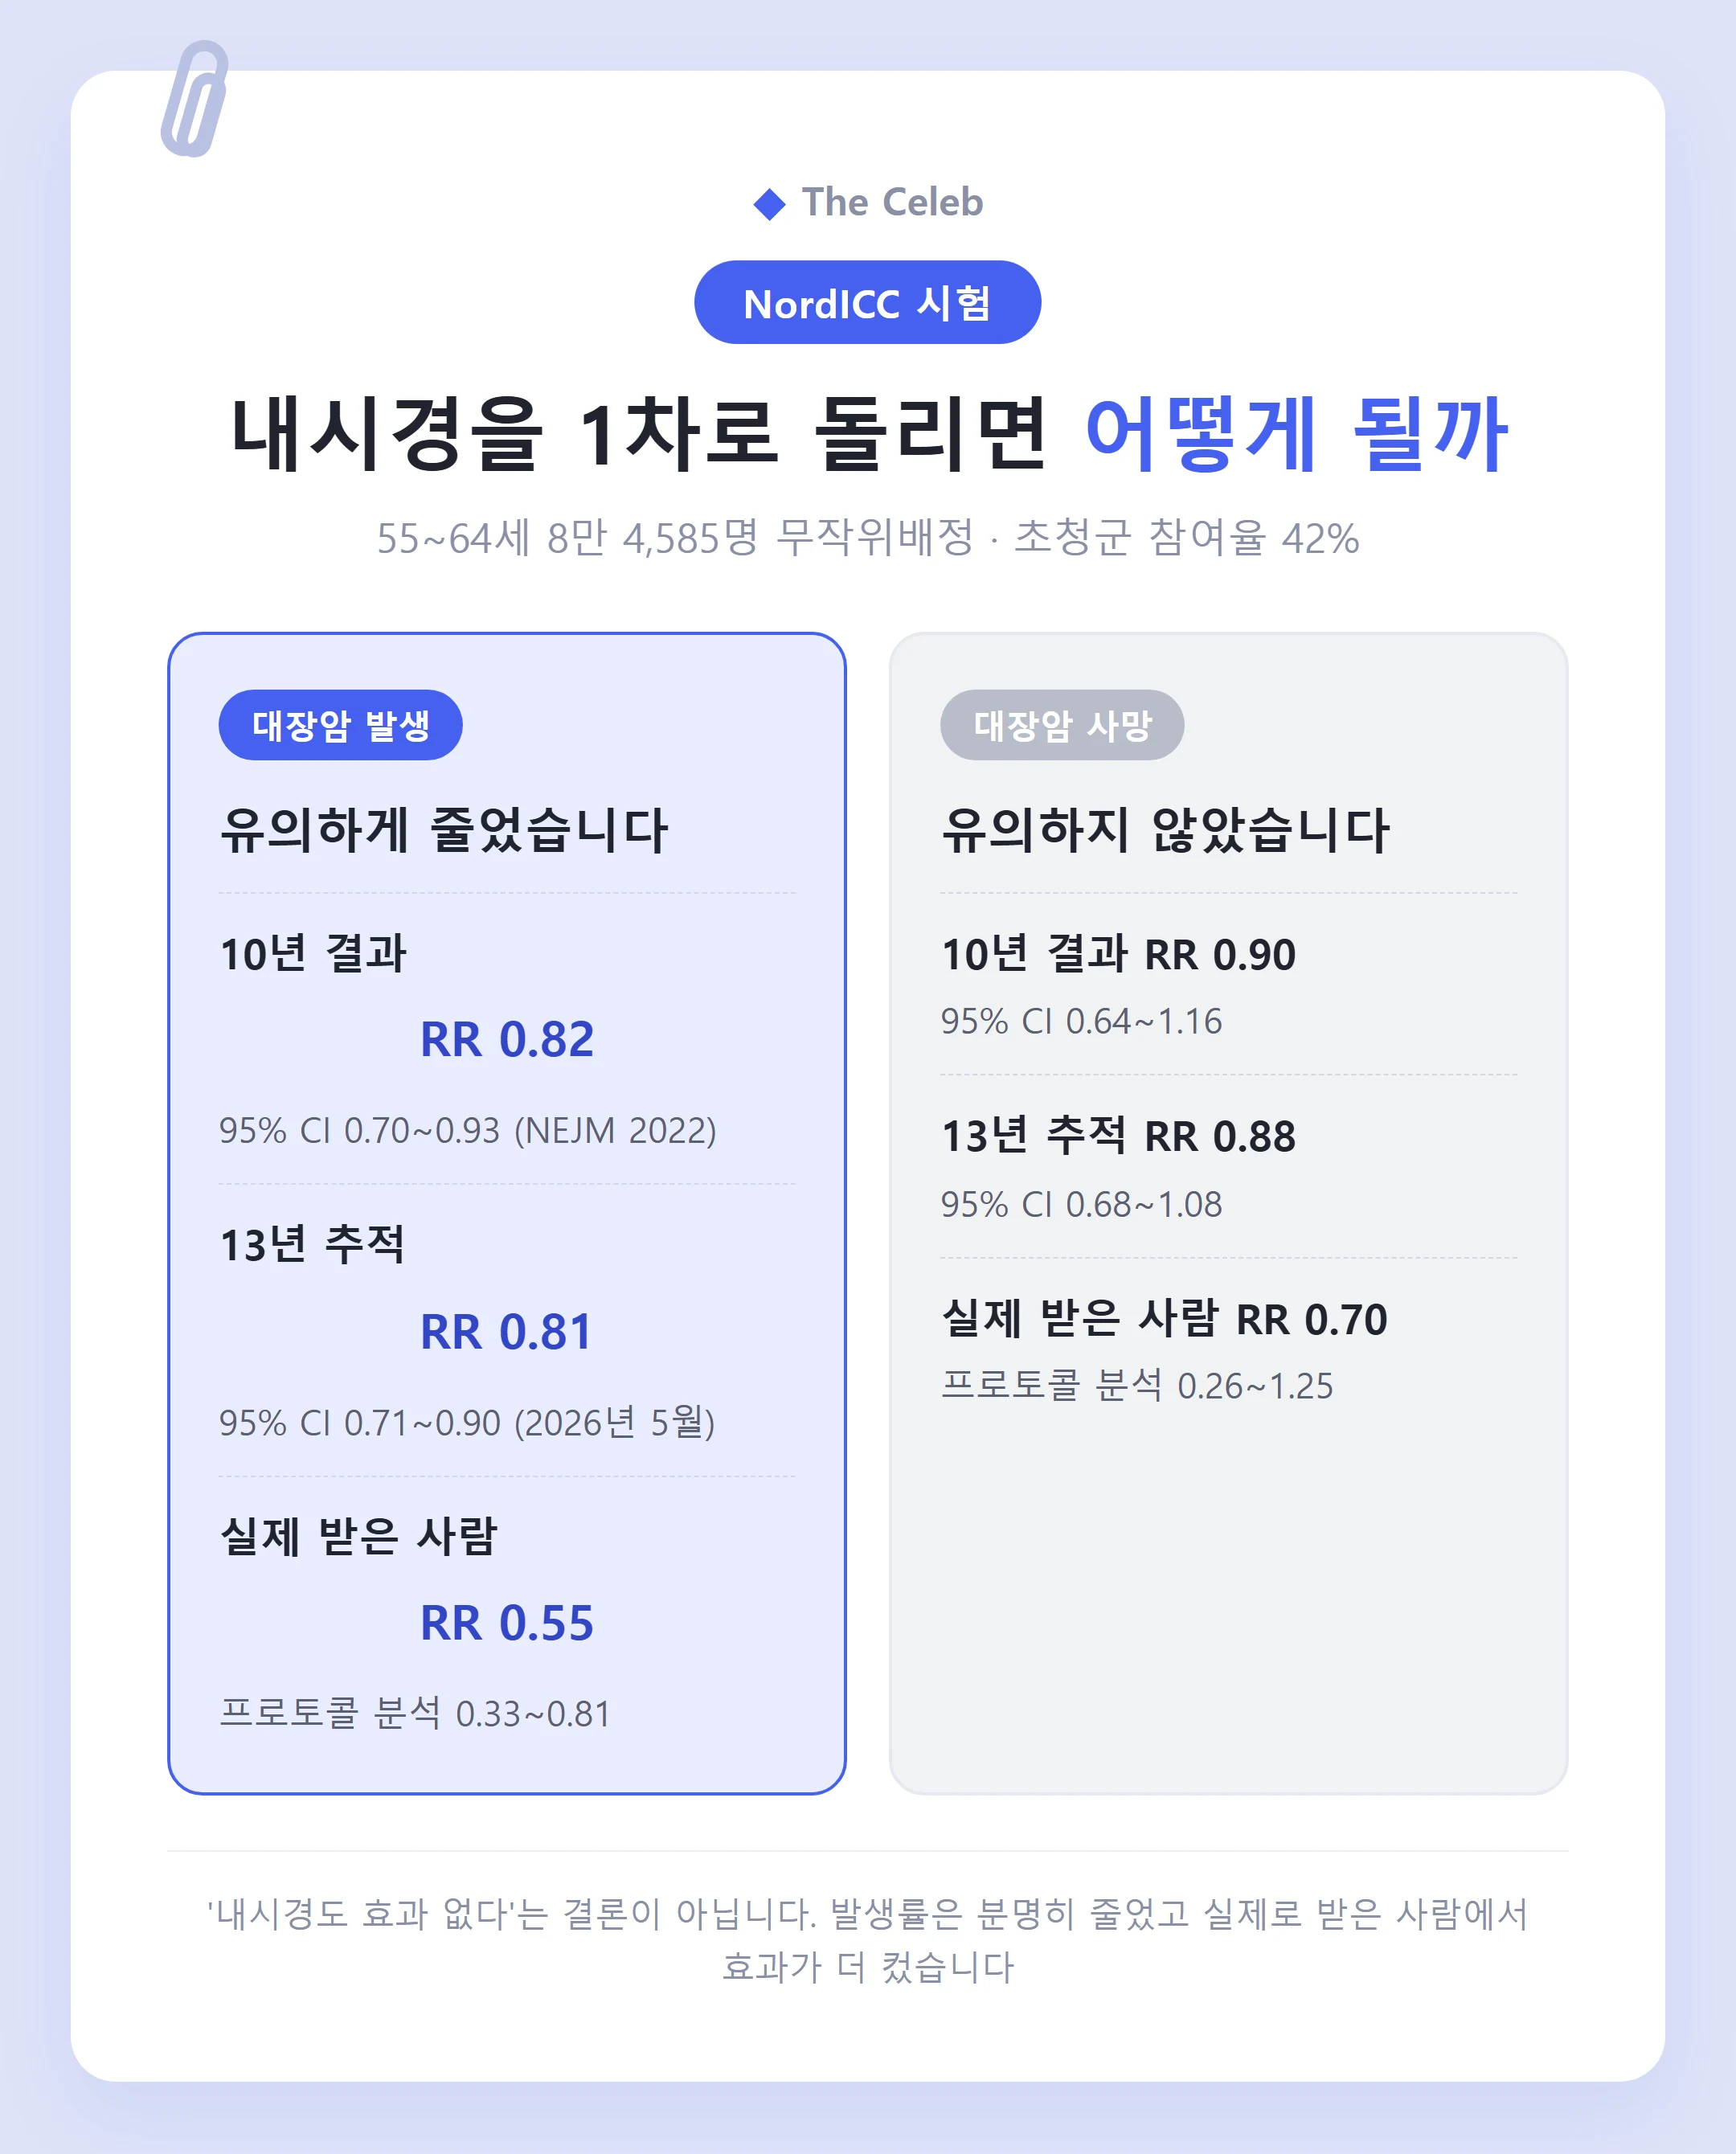 The Celeb
NordICC 시험
내시경을 1차로 돌리면 어떻게 될까
55~64세 8만 4,585명 무작위배정 · 초청군 참여율 42%
대장암 발생
유의하게 줄었습니다
10년 결과
RR 0.82
95% CI 0.70~0.93 (NEJM 2022)
13년 추적
RR 0.81
95% CI 0.71~0.90 (2026년 5월)
실제 받은 사람
RR 0.55
프로토콜 분석 0.33~0.81
대장암 사망
유의하지 않았습니다
10년 결과 RR 0.90
95% CI 0.64~1.16
13년 추적 RR 0.88
95% CI 0.68~1.08
실제 받은 사람 RR 0.70
프로토콜 분석 0.26~1.25
'내시경도 효과 없다'는 결론이 아닙니다. 발생률은 분명히 줄었고 실제로 받은 사람에서
효과가 더 컸습니다